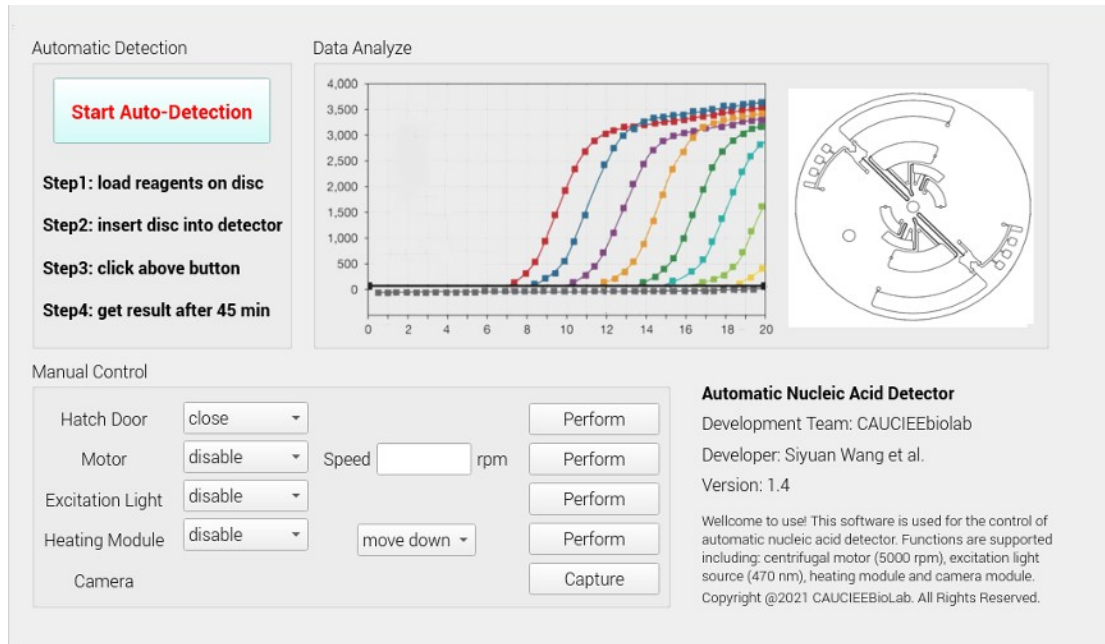 Automatic Detection
Start Auto-Detection
Step1: load reagents on disc
Step2: insert disc into detector
Step3: click above button
Step4: get result after 45 min
Data Analyze
4,000
3,500
3,000
2,500
2,000
1,500
1,000
500
0
0 2 4 6 8 10 12 14 16 18 20
Manual Control
Hatch Door close Perform
Motor disable Speed rpm Perform
Excitation Light disable Perform
Heating Module disable move down Perform
Camera Capture
Automatic Nucleic Acid Detector
Development Team: CAUCIEEbiolab
Developer: Siyuan Wang et al.
Version: 1.4
Wellcome to use! This software is used for the control of
automatic nucleic acid detector. Functions are supported
including: centrifugal motor (5000 rpm), excitation light
source (470 nm), heating module and camera module.
Copyright @2021 CAUCIEEBioLab. All Rights Reserved.